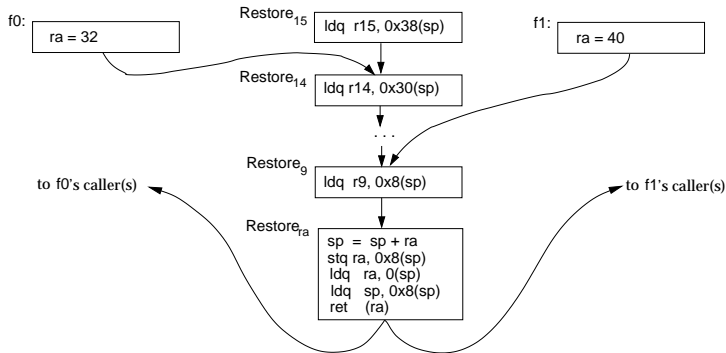 f0:
ra = 32
Restore15
ldq r15, 0x38(sp)
f1:
ra = 40
Restore14
ldq r14, 0x30(sp)
. . .
Restore9
ldq r9, 0x8(sp)
to f0's caller(s)
to f1's caller(s)
Restorera
sp = sp + ra
stq ra, 0x8(sp)
ldq ra, 0(sp)
ldq sp, 0x8(sp)
ret (ra)